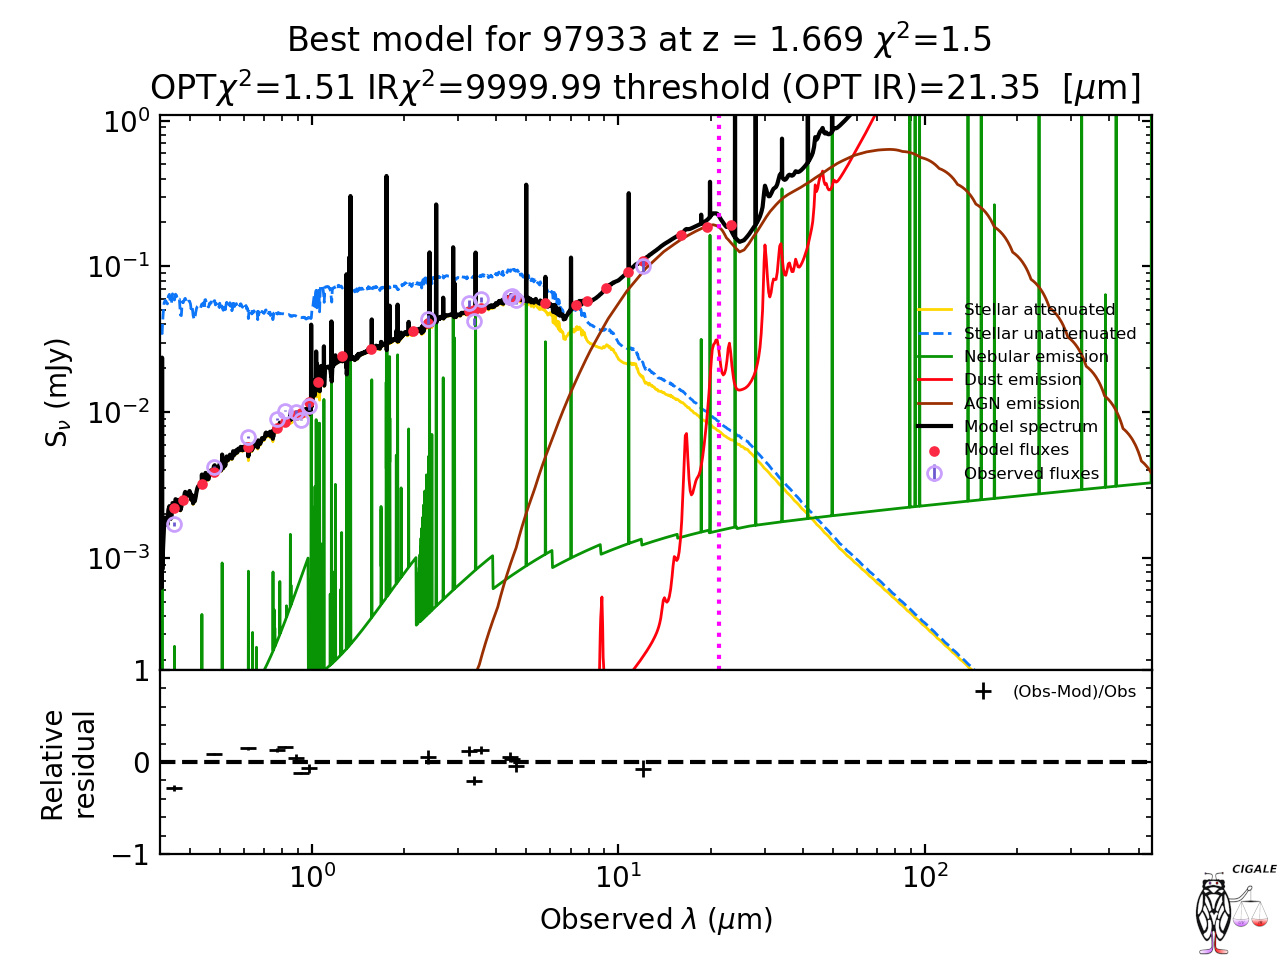 Best model for 97933 at z = 1.669 χ²=1.5
OPTχ²=1.51 IRχ²=9999.99 threshold (OPT IR)=21.35 [μm]
10⁰
10⁻¹
10⁻²
10⁻³
S_ν (mJy)
Stellar attenuated
Stellar unattenuated
Nebular emission
Dust emission
AGN emission
Model spectrum
Model fluxes
Observed fluxes
1
0
−1
Relative
residual
(Obs-Mod)/Obs
10⁰ 10¹ 10²
Observed λ (μm)
CIGALE